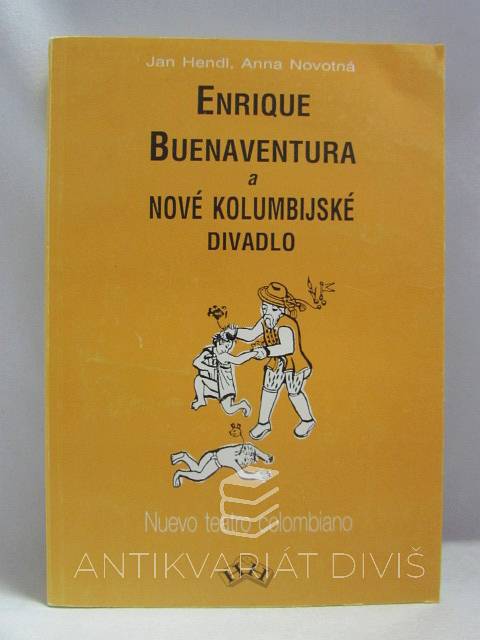 Jan Hendl, Anna Novotná
ENRIQUE
BUENAVENTURA
a
NOVÉ KOLUMBIJSKÉ
DIVADLO
Nuevo teatro colombiano
ANTIKVARIÁT DIVIŠ